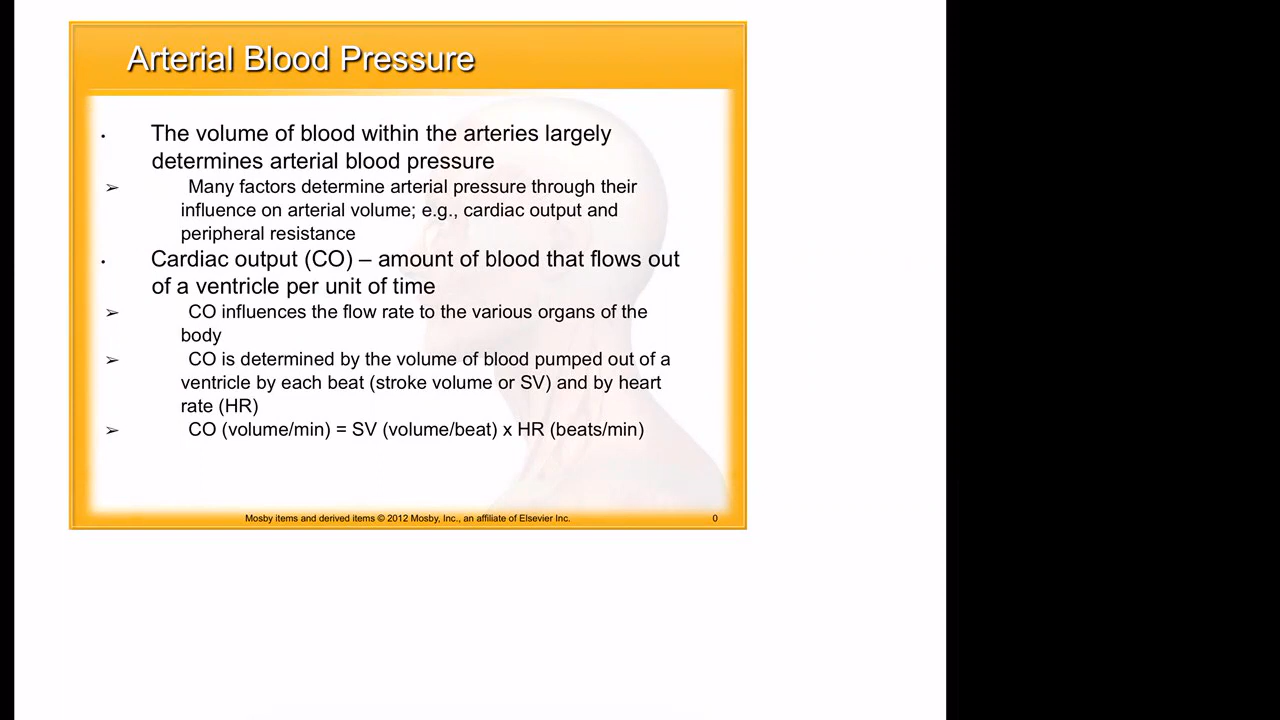 Arterial Blood Pressure
• The volume of blood within the arteries largely
determines arterial blood pressure
➢ Many factors determine arterial pressure through their
influence on arterial volume; e.g., cardiac output and
peripheral resistance
• Cardiac output (CO) – amount of blood that flows out
of a ventricle per unit of time
➢ CO influences the flow rate to the various organs of the
body
➢ CO is determined by the volume of blood pumped out of a
ventricle by each beat (stroke volume or SV) and by heart
rate (HR)
➢ CO (volume/min) = SV (volume/beat) x HR (beats/min)
Mosby items and derived items © 2012 Mosby, Inc., an affiliate of Elsevier Inc. 0